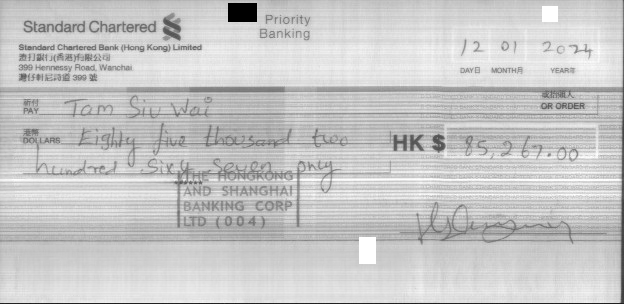 Standard Chartered
Priority
Banking
Standard Chartered Bank (Hong Kong) Limited
渣打銀行(香港)有限公司
399 Hennessy Road, Wanchai
灣仔軒尼詩道 399 號
12 01 2024
DAY日 MONTH月 YEAR年
祈付
PAY
Tam Siu Wai
或抬頭人
OR ORDER
港幣
DOLLARS
Eighty five thousand two
hundred Sixy Seven only
HK $ 85,267.00
THE HONGKONG
AND SHANGHAI
BANKING CORP
LTD (004)